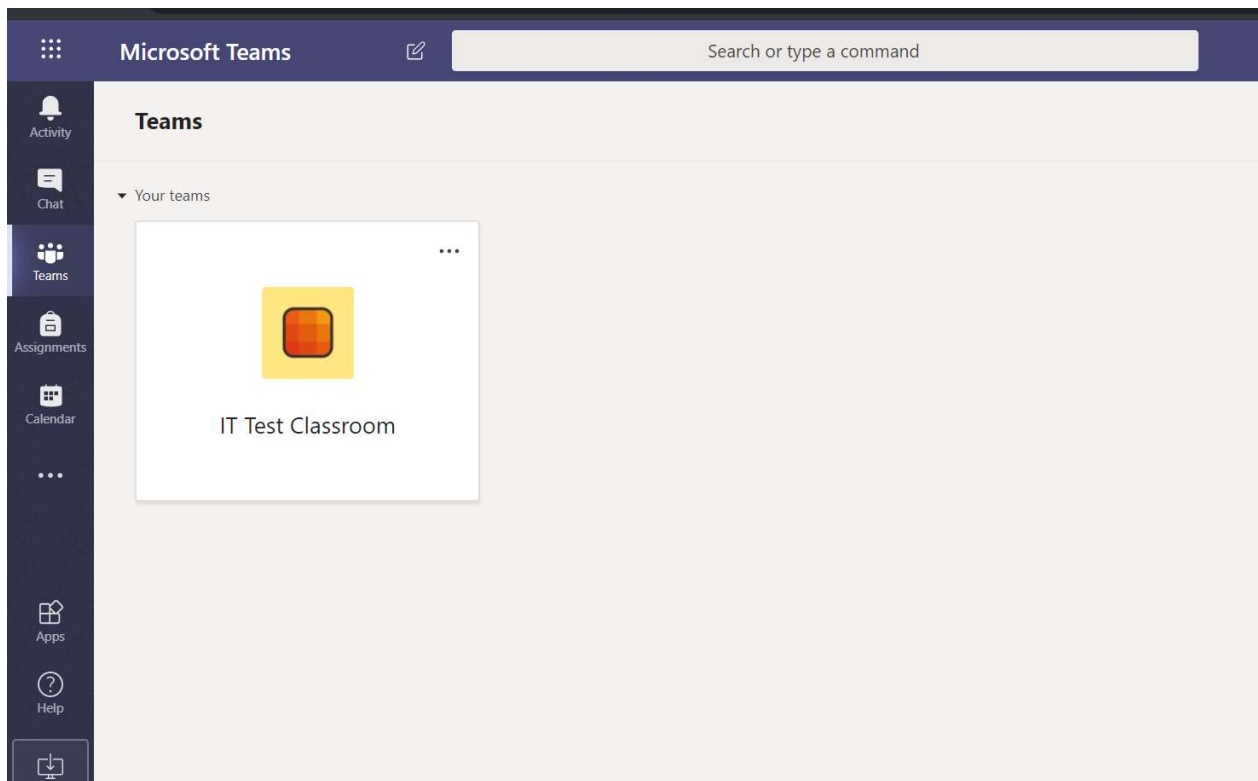 Microsoft Teams
Search or type a command
Activity
Chat
Teams
Assignments
Calendar
Apps
Help
Teams
Your teams
IT Test Classroom